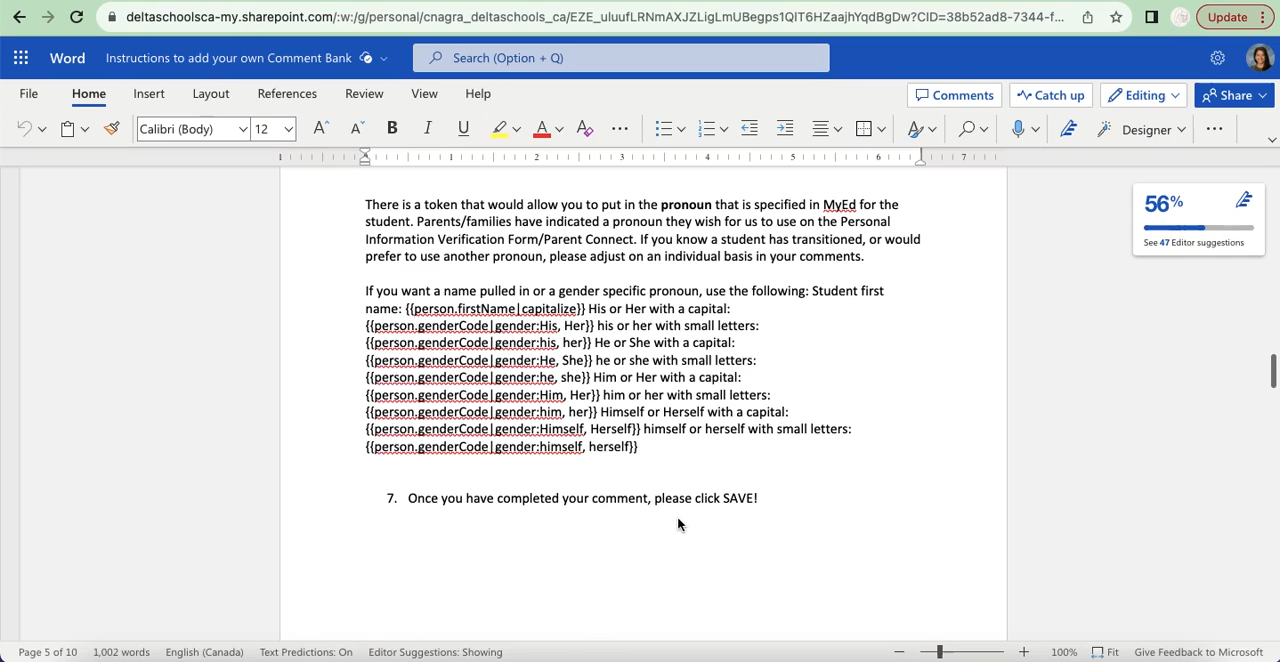 deltaschoolsca-my.sharepoint.com/:w:/g/personal/cnagra_deltaschools_ca/EZE_uluufLRNmAXJZLigLmUBegps1QIT6HZaajhYqdBgDw?CID=38b52ad8-7344-f... Update
Word Instructions to add your own Comment Bank Search (Option + Q)
File Home Insert Layout References Review View Help Comments Catch up Editing Share
Calibri (Body) 12 A A B I U A A ... Designer ...
1 1 2 3 4 5 6 7
There is a token that would allow you to put in the pronoun that is specified in MyEd for the
student. Parents/families have indicated a pronoun they wish for us to use on the Personal
Information Verification Form/Parent Connect. If you know a student has transitioned, or would
prefer to use another pronoun, please adjust on an individual basis in your comments.
56%
See 47 Editor suggestions
If you want a name pulled in or a gender specific pronoun, use the following: Student first
name: {{person.firstName|capitalize}} His or Her with a capital:
{{person.genderCode|gender:His, Her}} his or her with small letters:
{{person.genderCode|gender:his, her}} He or She with a capital:
{{person.genderCode|gender:He, She}} he or she with small letters:
{{person.genderCode|gender:he, she}} Him or Her with a capital:
{{person.genderCode|gender:Him, Her}} him or her with small letters:
{{person.genderCode|gender:him, her}} Himself or Herself with a capital:
{{person.genderCode|gender:Himself, Herself}} himself or herself with small letters:
{{person.genderCode|gender:himself, herself}}
7. Once you have completed your comment, please click SAVE!
Page 5 of 10 1,002 words English (Canada) Text Predictions: On Editor Suggestions: Showing 100% Fit Give Feedback to Microsoft